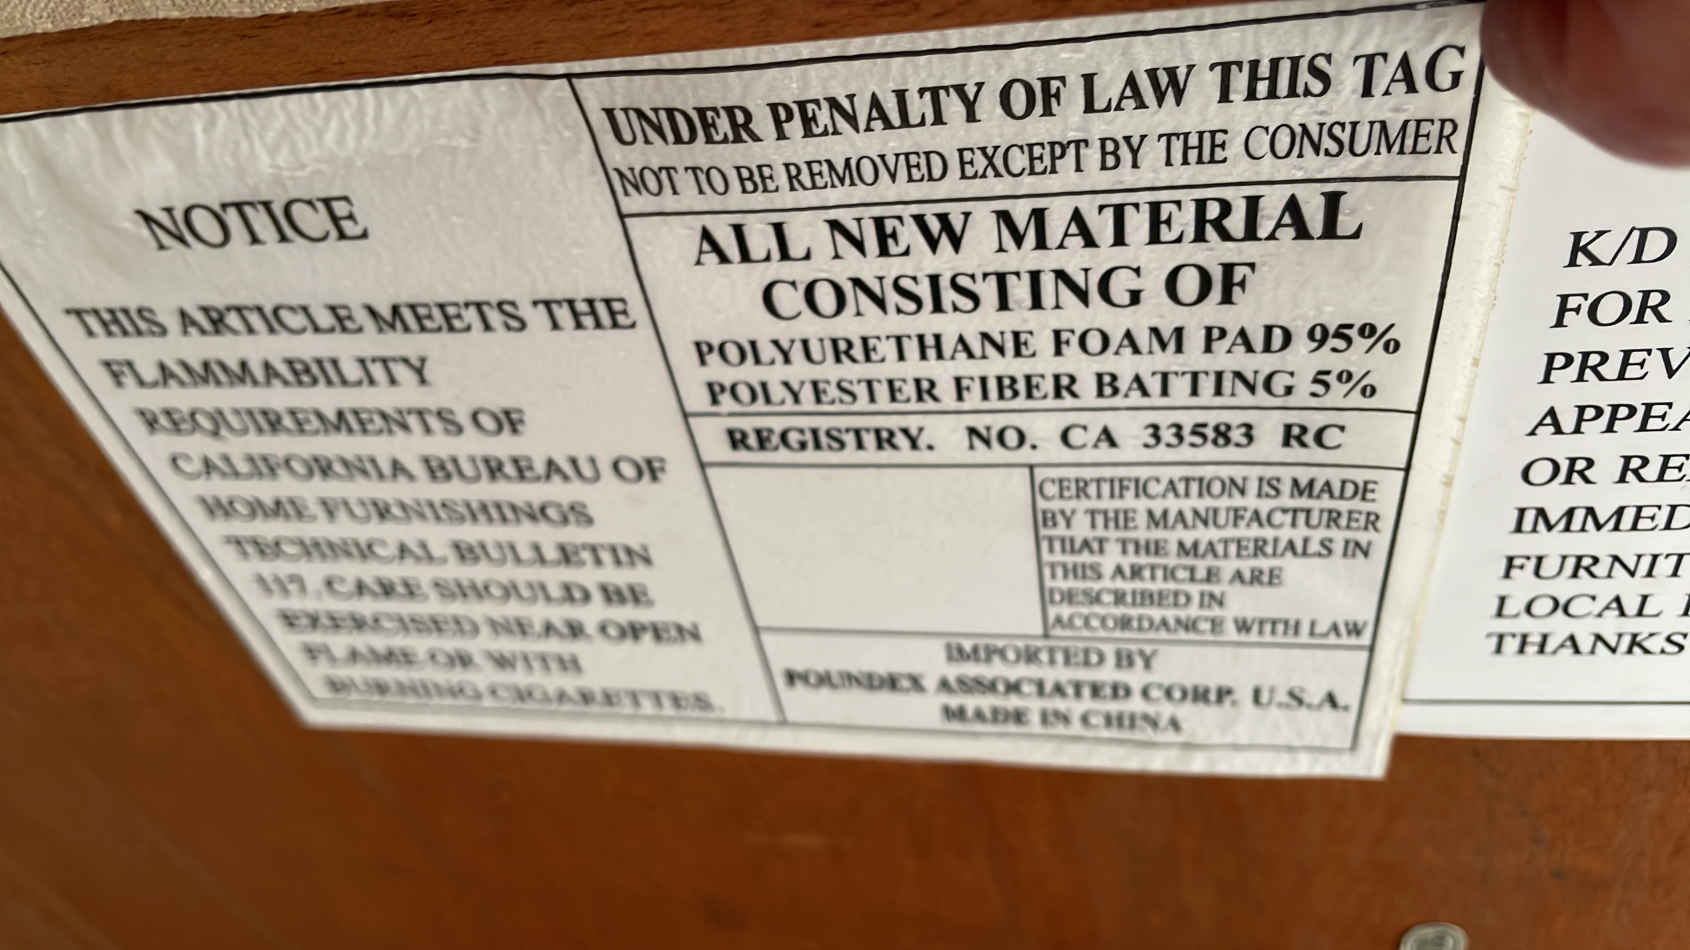 NOTICE
THIS ARTICLE MEETS THE
FLAMMABILITY
REQUIREMENTS OF
CALIFORNIA BUREAU OF
HOME FURNISHINGS
TECHNICAL BULLETIN
117. CARE SHOULD BE
EXERCISED NEAR OPEN
FLAME OR WITH
BURNING CIGARETTES.
UNDER PENALTY OF LAW THIS TAG
NOT TO BE REMOVED EXCEPT BY THE CONSUMER
ALL NEW MATERIAL
CONSISTING OF
POLYURETHANE FOAM PAD 95%
POLYESTER FIBER BATTING 5%
REGISTRY. NO. CA 33583 RC
CERTIFICATION IS MADE
BY THE MANUFACTURER
THAT THE MATERIALS IN
THIS ARTICLE ARE
DESCRIBED IN
ACCORDANCE WITH LAW
IMPORTED BY
POUNDEX ASSOCIATED CORP. U.S.A.
MADE IN CHINA
K/D
FOR
PREV
APPEA
OR RE
IMMED
FURNIT
LOCAL
THANKS